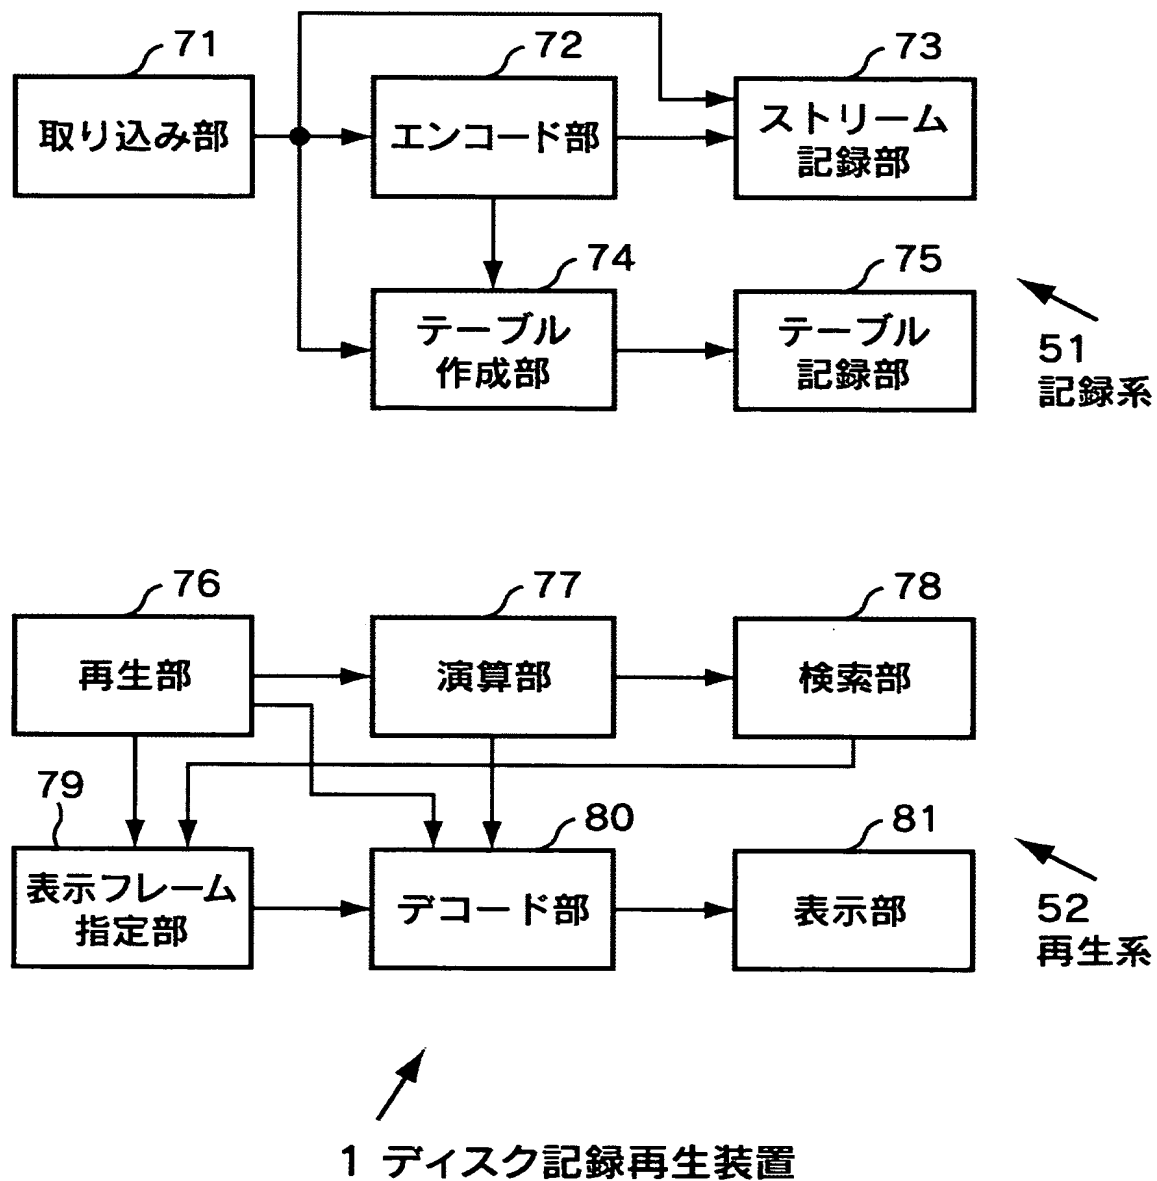 71
取り込み部
72
エンコード部
73
ストリーム
記録部
74
テーブル
作成部
75
テーブル
記録部
51
記録系
76
再生部
77
演算部
78
検索部
79
表示フレーム
指定部
80
デコード部
81
表示部
52
再生系
1 ディスク記録再生装置